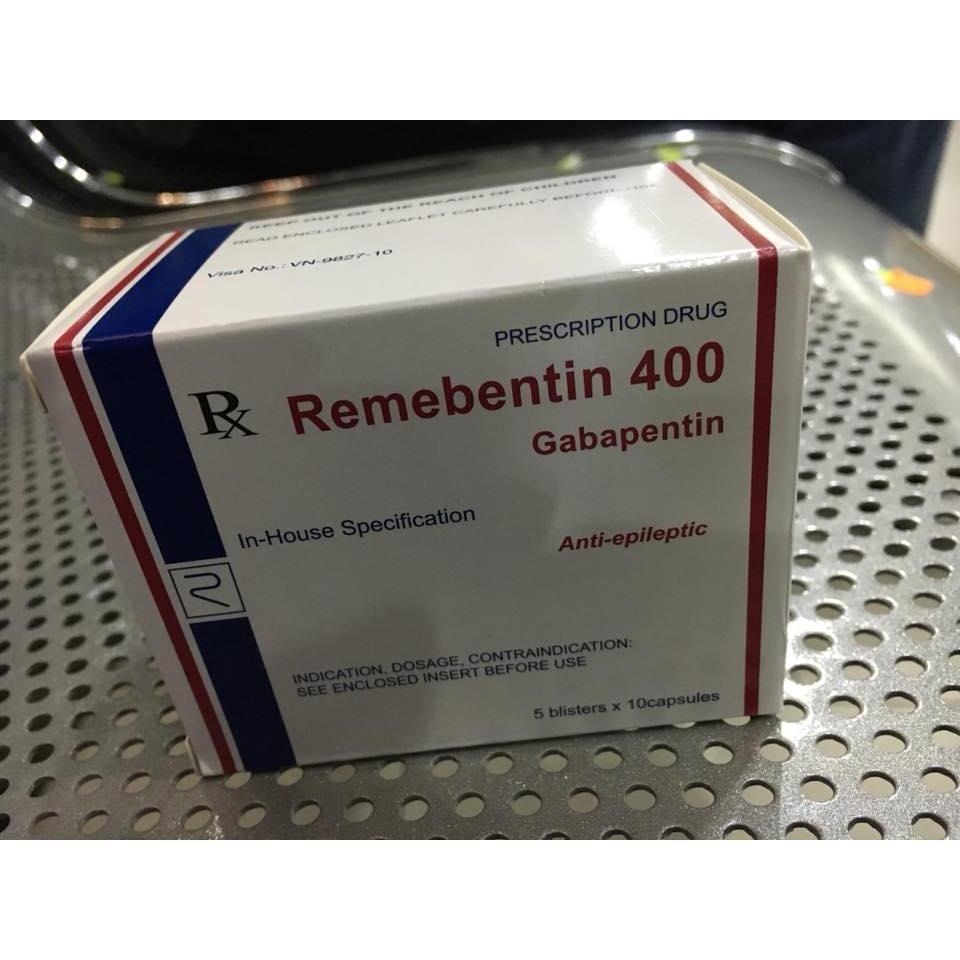 KEEP OUT OF THE REACH OF CHILDREN
READ ENCLOSED LEAFLET CAREFULLY BEFORE USE
Visa No.: VN-9827-10
PRESCRIPTION DRUG
Rx Remebentin 400
Gabapentin
In-House Specification
Anti-epileptic
INDICATION, DOSAGE, CONTRAINDICATION:
SEE ENCLOSED INSERT BEFORE USE
5 blisters x 10capsules